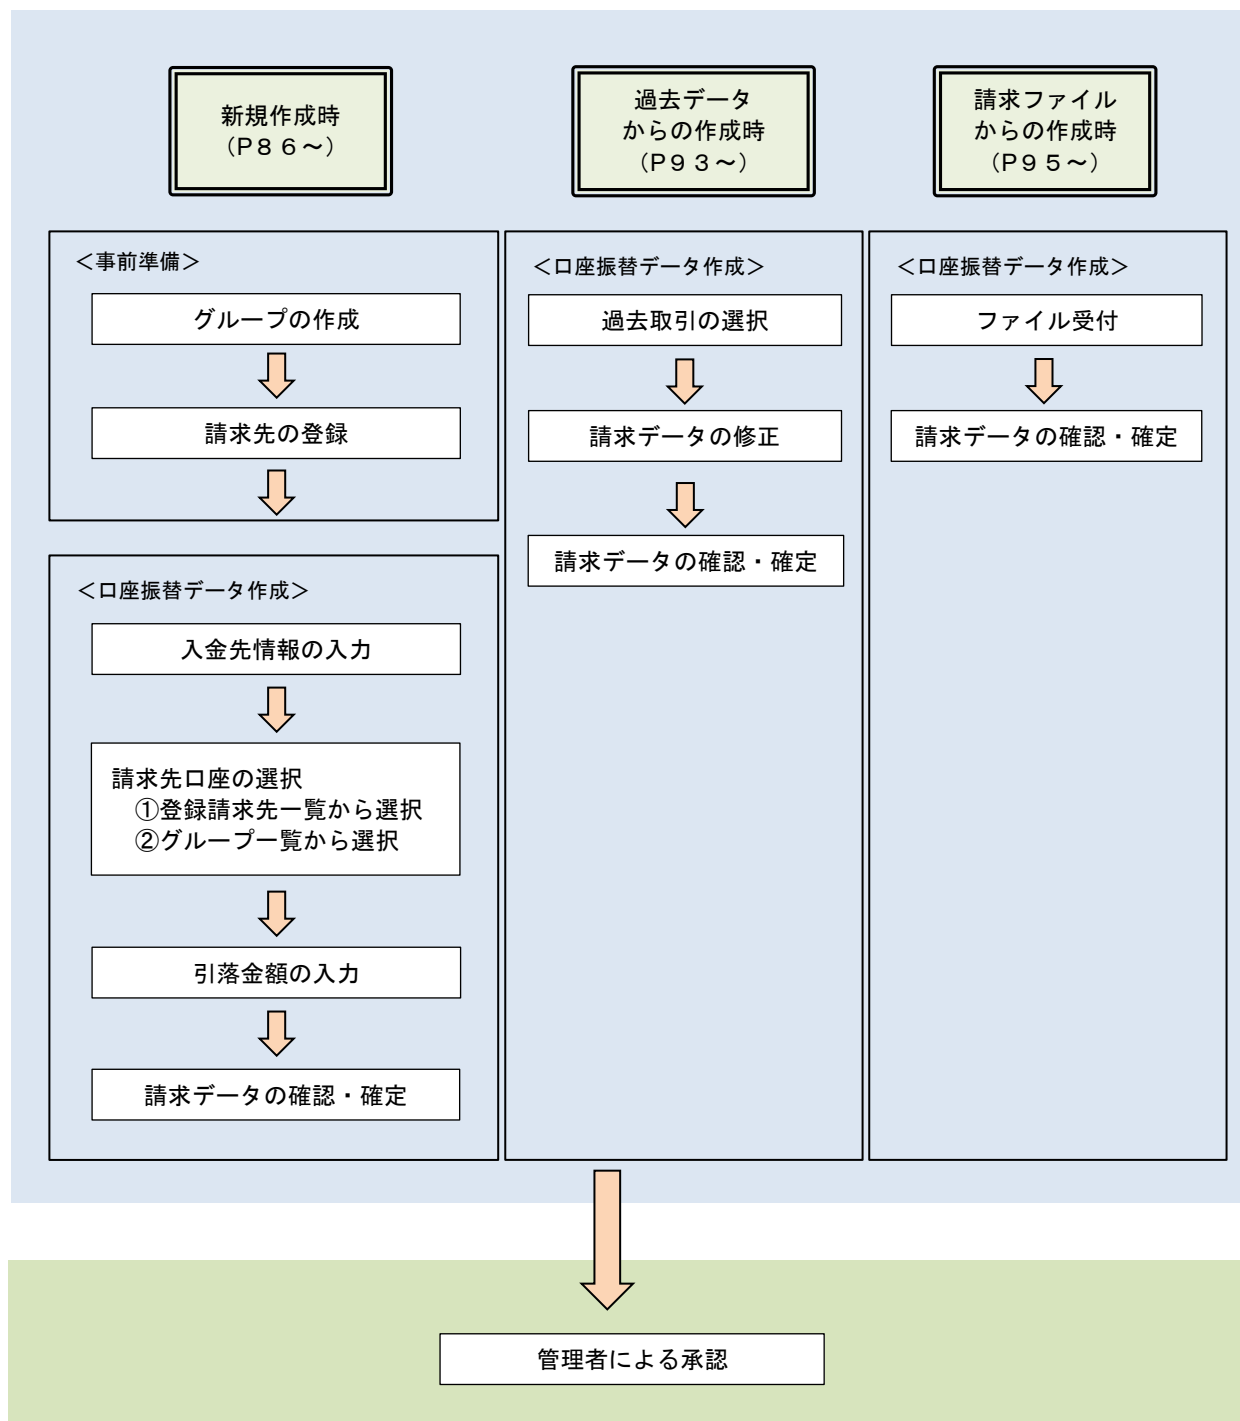 新規作成時
（Ｐ８６～）
過去データ
からの作成時
（Ｐ９３～）
請求ファイル
からの作成時
（Ｐ９５～）
＜事前準備＞
グループの作成
請求先の登録
＜口座振替データ作成＞
入金先情報の入力
請求先口座の選択
①登録請求先一覧から選択
②グループ一覧から選択
引落金額の入力
請求データの確認・確定
＜口座振替データ作成＞
過去取引の選択
請求データの修正
請求データの確認・確定
＜口座振替データ作成＞
ファイル受付
請求データの確認・確定
管理者による承認